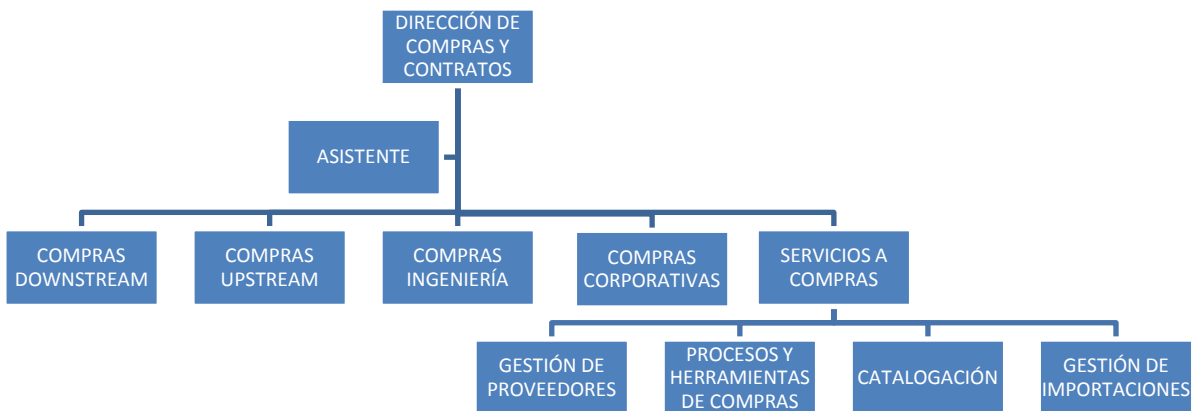 DIRECCIÓN DE
COMPRAS Y
CONTRATOS
ASISTENTE
COMPRAS
DOWNSTREAM
COMPRAS
UPSTREAM
COMPRAS
INGENIERÍA
COMPRAS
CORPORATIVAS
SERVICIOS A
COMPRAS
GESTIÓN DE
PROVEEDORES
PROCESOS Y
HERRAMIENTAS
DE COMPRAS
CATALOGACIÓN
GESTIÓN DE
IMPORTACIONES